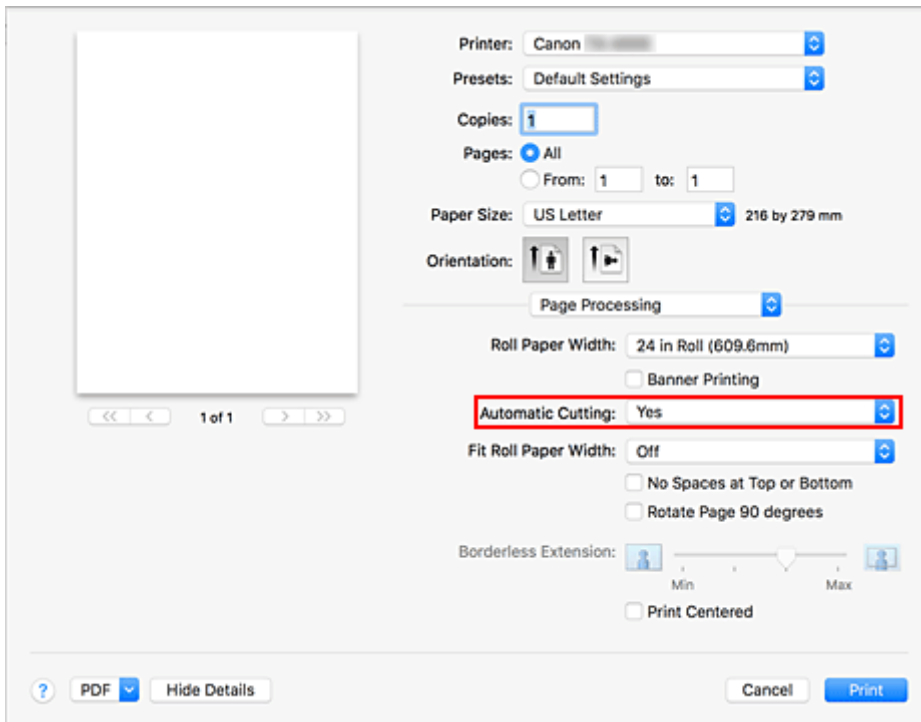 Printer: Canon
Presets: Default Settings
Copies: 1
Pages: All
From: 1 to: 1
Paper Size: US Letter 216 by 279 mm
Orientation:
Page Processing
Roll Paper Width: 24 in Roll (609.6mm)
Banner Printing
<< < 1 of 1 > >>
Automatic Cutting: Yes
Fit Roll Paper Width: Off
No Spaces at Top or Bottom
Rotate Page 90 degrees
Borderless Extension:
Min Max
Print Centered
? PDF Hide Details Cancel Print